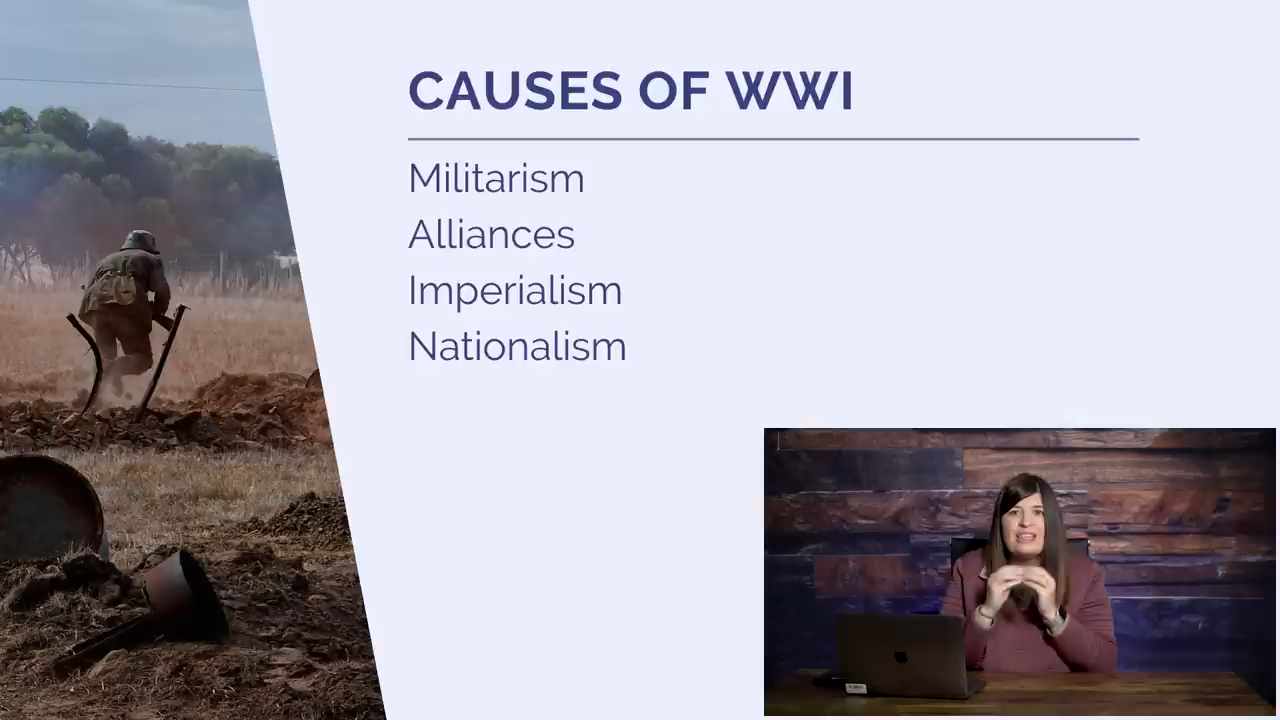 CAUSES OF WWI
Militarism
Alliances
Imperialism
Nationalism